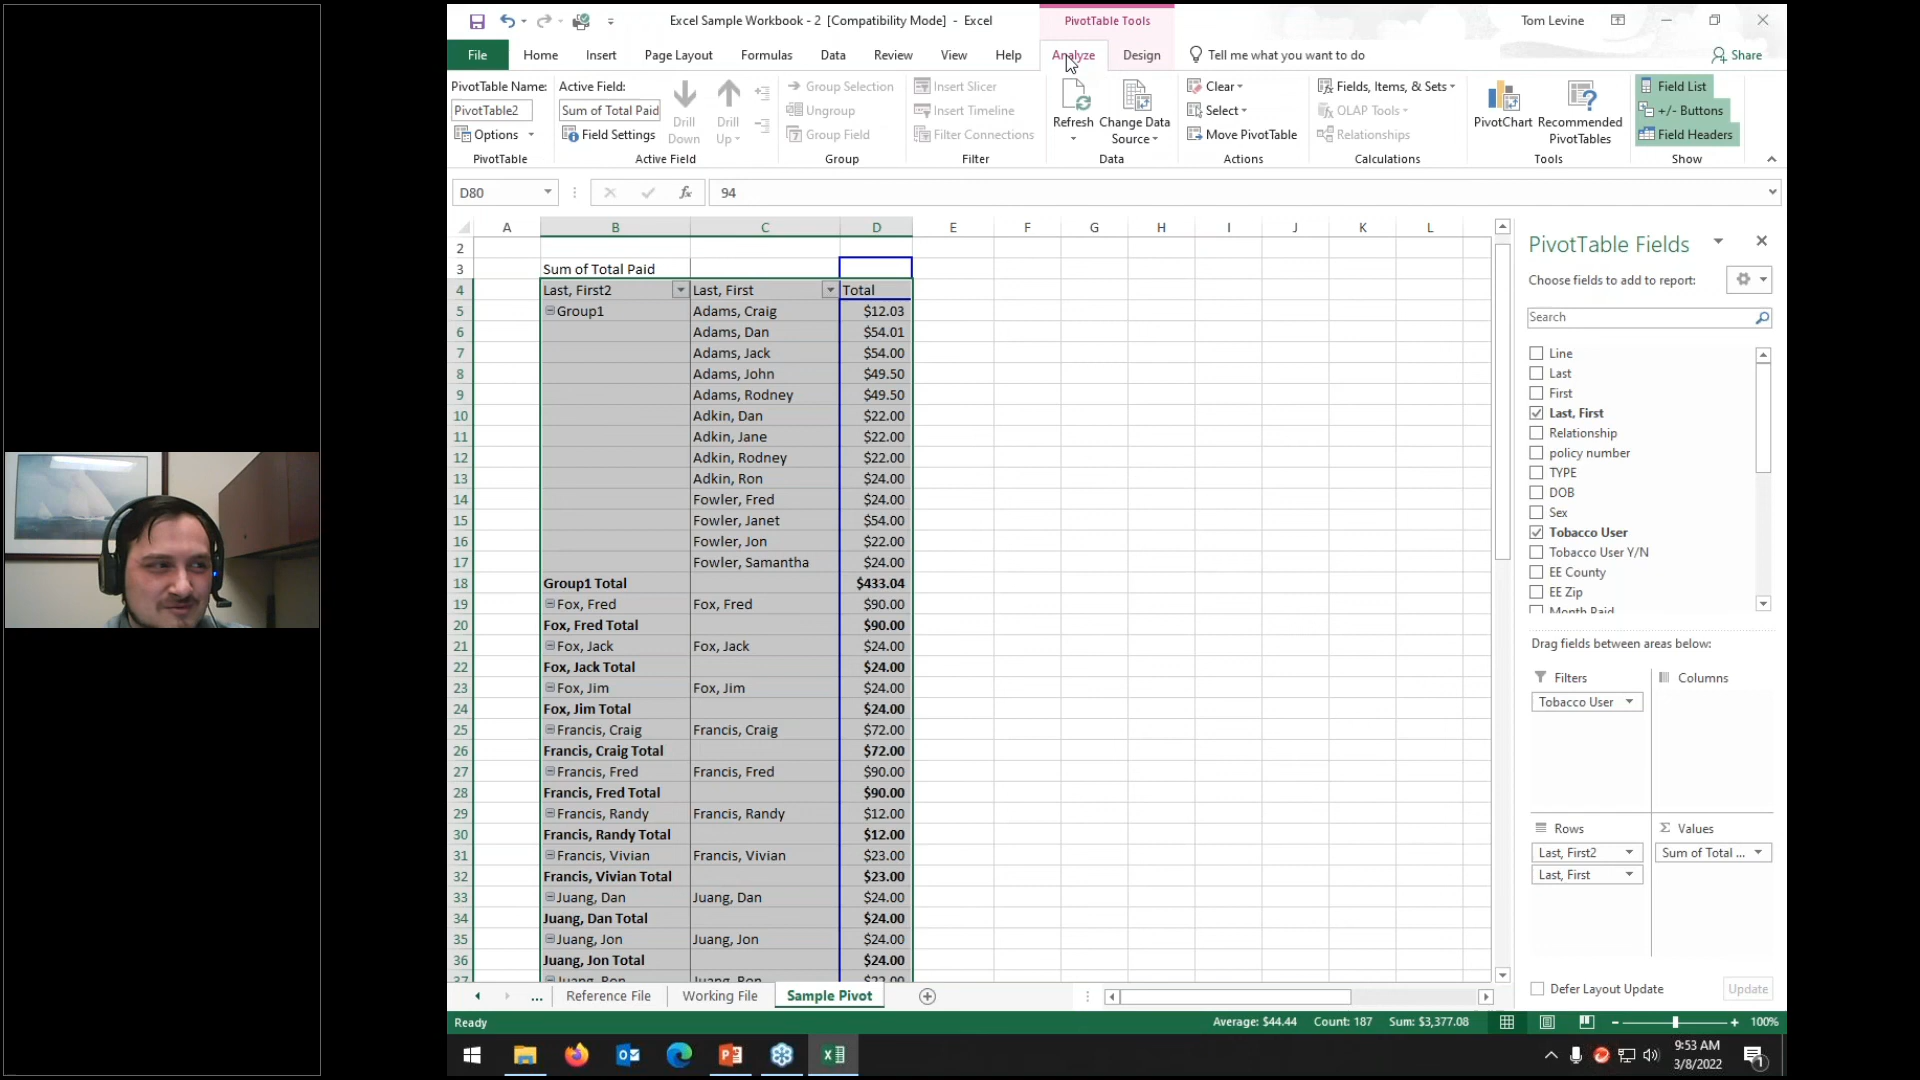 Excel Sample Workbook - 2 [Compatibility Mode] - Excel
PivotTable Tools
Tom Levine
File Home Insert Page Layout Formulas Data Review View Help Analyze Design Tell me what you want to do Share
PivotTable Name:
PivotTable2
Options
PivotTable
Active Field:
Sum of Total Paid
Field Settings
Drill
Down
Drill
Up
Active Field
Group Selection
Ungroup
Group Field
Group
Insert Slicer
Insert Timeline
Filter Connections
Filter
Refresh
Change Data
Source
Data
Clear
Select
Move PivotTable
Actions
Fields, Items, & Sets
OLAP Tools
Relationships
Calculations
PivotChart
Recommended
PivotTables
Tools
Field List
+/- Buttons
Field Headers
Show
D80 fx 94
A B C D E F G H I J K L
2
3 Sum of Total Paid
4 Last, First2 Last, First Total
5 Group1 Adams, Craig $12.03
6 Adams, Dan $54.01
7 Adams, Jack $54.00
8 Adams, John $49.50
9 Adams, Rodney $49.50
10 Adkin, Dan $22.00
11 Adkin, Jane $22.00
12 Adkin, Rodney $22.00
13 Adkin, Ron $24.00
14 Fowler, Fred $24.00
15 Fowler, Janet $54.00
16 Fowler, Jon $22.00
17 Fowler, Samantha $24.00
18 Group1 Total $433.04
19 Fox, Fred Fox, Fred $90.00
20 Fox, Fred Total $90.00
21 Fox, Jack Fox, Jack $24.00
22 Fox, Jack Total $24.00
23 Fox, Jim Fox, Jim $24.00
24 Fox, Jim Total $24.00
25 Francis, Craig Francis, Craig $72.00
26 Francis, Craig Total $72.00
27 Francis, Fred Francis, Fred $90.00
28 Francis, Fred Total $90.00
29 Francis, Randy Francis, Randy $12.00
30 Francis, Randy Total $12.00
31 Francis, Vivian Francis, Vivian $23.00
32 Francis, Vivian Total $23.00
33 Juang, Dan Juang, Dan $24.00
34 Juang, Dan Total $24.00
35 Juang, Jon Juang, Jon $24.00
36 Juang, Jon Total $24.00
37 Juang, Ron Juang, Ron
PivotTable Fields
Choose fields to add to report:
Search
Line
Last
First
Last, First
Relationship
policy number
TYPE
DOB
Sex
Tobacco User
Tobacco User Y/N
EE County
EE Zip
Month Paid
Drag fields between areas below:
Filters
Tobacco User
Columns
Rows
Last, First2
Last, First
Values
Sum of Total ...
Defer Layout Update Update
... Reference File Working File Sample Pivot
Ready Average: $44.44 Count: 187 Sum: $3,377.08 100%
9:53 AM
3/8/2022
1